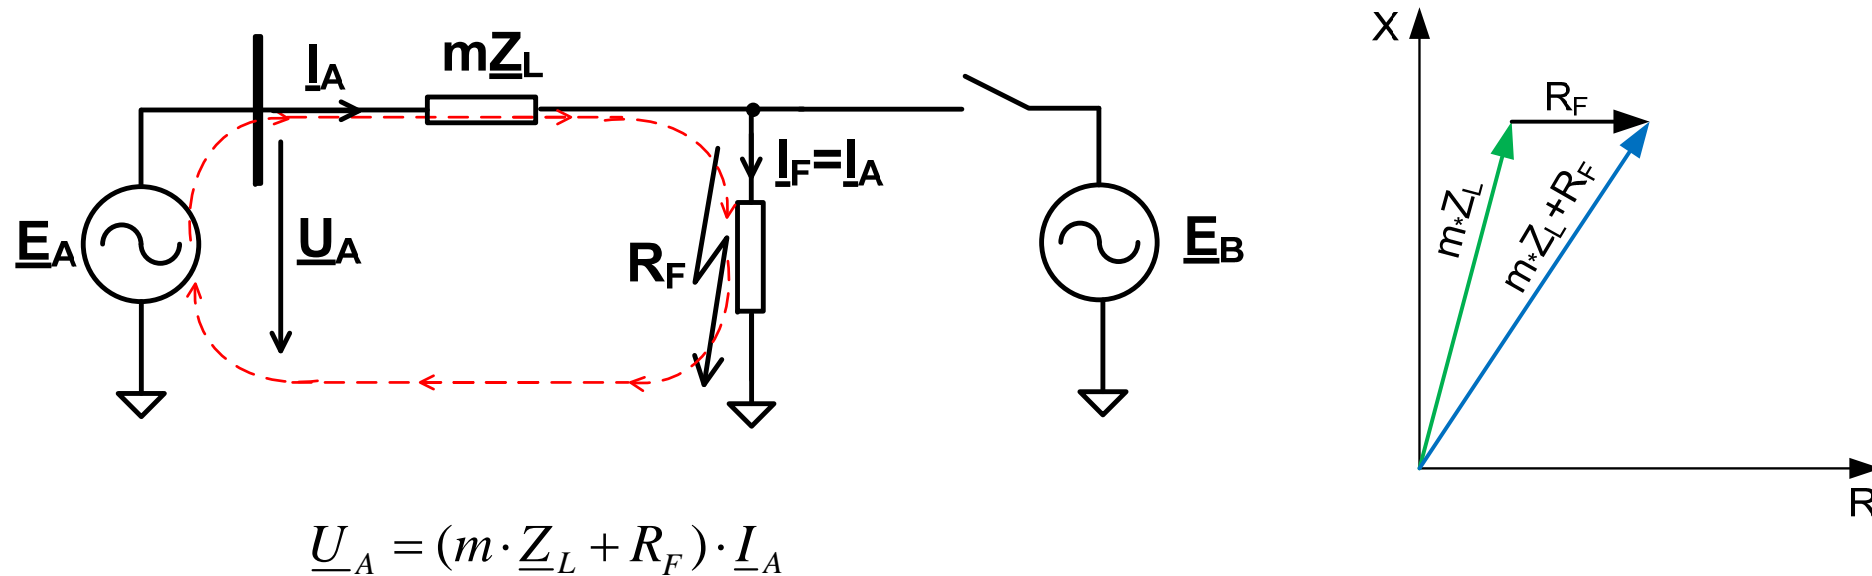 I_A
mZ_L
I_F=I_A
E_A
U_A
R_F
E_B
U_A = (m · Z_L + R_F) · I_A
X
R_F
m*Z_L
m*Z_L+R_F
R